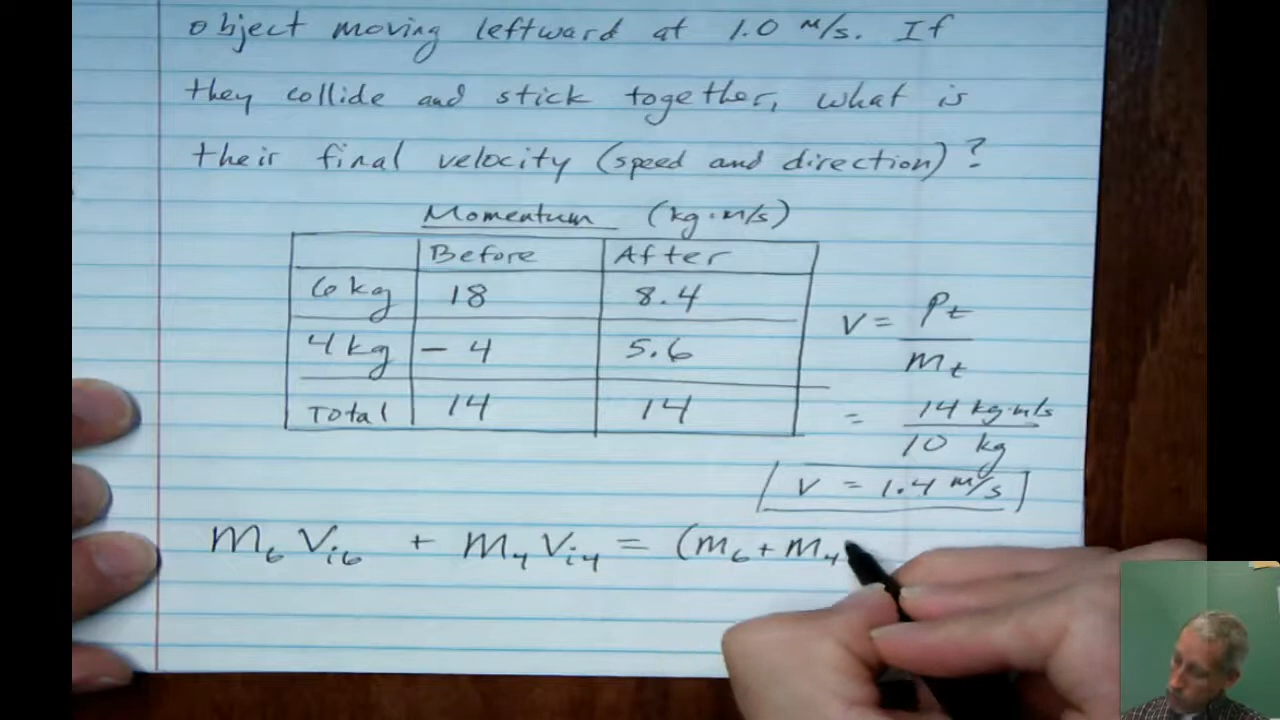 object moving leftward at 1.0 m/s. If
they collide and stick together, what is
their final velocity (speed and direction)?
Momentum (kg·m/s)
Before After
6 kg 18 8.4
4 kg - 4 5.6
Total 14 14
v = Pt / mt
= 14 kg·m/s / 10 kg
v = 1.4 m/s
m6 Vi6 + m4 Vi4 = (m6 + m4